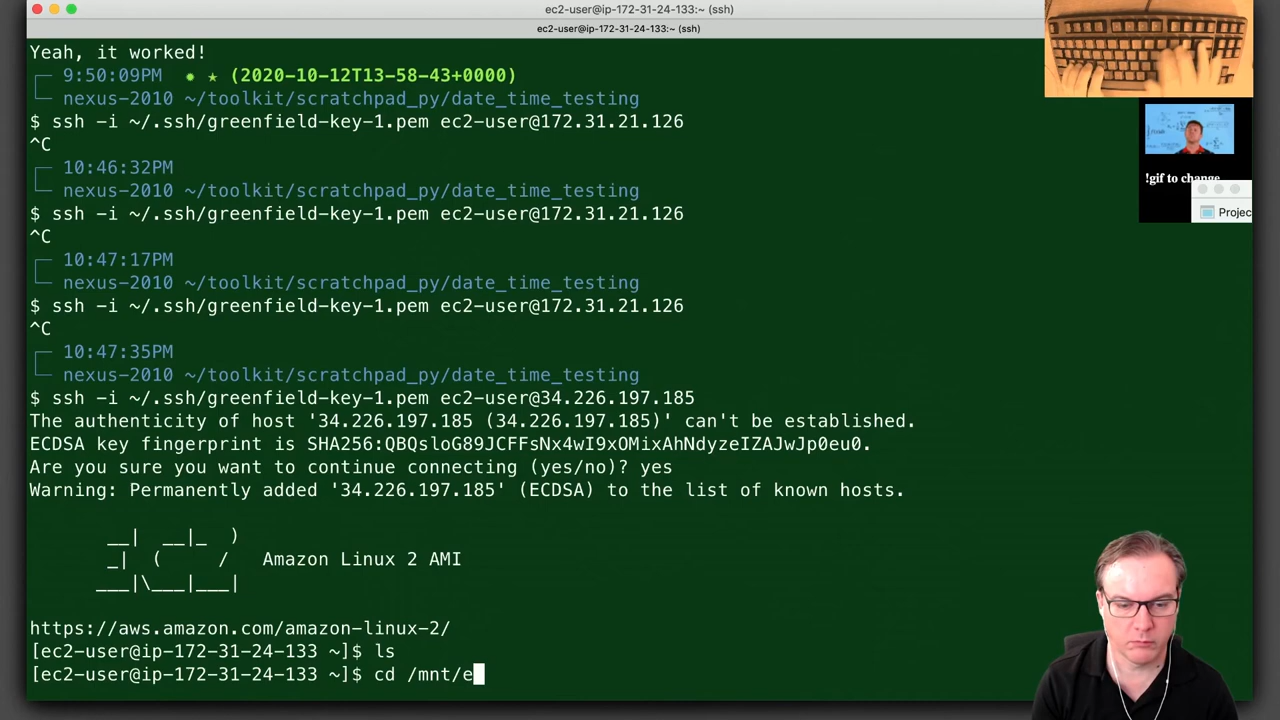 ec2-user@ip-172-31-24-133:~ (ssh)
ec2-user@ip-172-31-24-133:~ (ssh)
Yeah, it worked!
9:50:09PM ★ (2020-10-12T13-58-43+0000)
nexus-2010 ~/toolkit/scratchpad_py/date_time_testing
$ ssh -i ~/.ssh/greenfield-key-1.pem ec2-user@172.31.21.126
^C
10:46:32PM
nexus-2010 ~/toolkit/scratchpad_py/date_time_testing
$ ssh -i ~/.ssh/greenfield-key-1.pem ec2-user@172.31.21.126
^C
10:47:17PM
nexus-2010 ~/toolkit/scratchpad_py/date_time_testing
$ ssh -i ~/.ssh/greenfield-key-1.pem ec2-user@172.31.21.126
^C
10:47:35PM
nexus-2010 ~/toolkit/scratchpad_py/date_time_testing
$ ssh -i ~/.ssh/greenfield-key-1.pem ec2-user@34.226.197.185
The authenticity of host '34.226.197.185 (34.226.197.185)' can't be established.
ECDSA key fingerprint is SHA256:QBQsloG89JCFFsNx4wI9xOMixAhNdyzeIZAJwJp0eu0.
Are you sure you want to continue connecting (yes/no)? yes
Warning: Permanently added '34.226.197.185' (ECDSA) to the list of known hosts.
__|  __|_  )
_|  (     /   Amazon Linux 2 AMI
___|\___|___|
https://aws.amazon.com/amazon-linux-2/
[ec2-user@ip-172-31-24-133 ~]$ ls
[ec2-user@ip-172-31-24-133 ~]$ cd /mnt/e
!gif to change
Projec